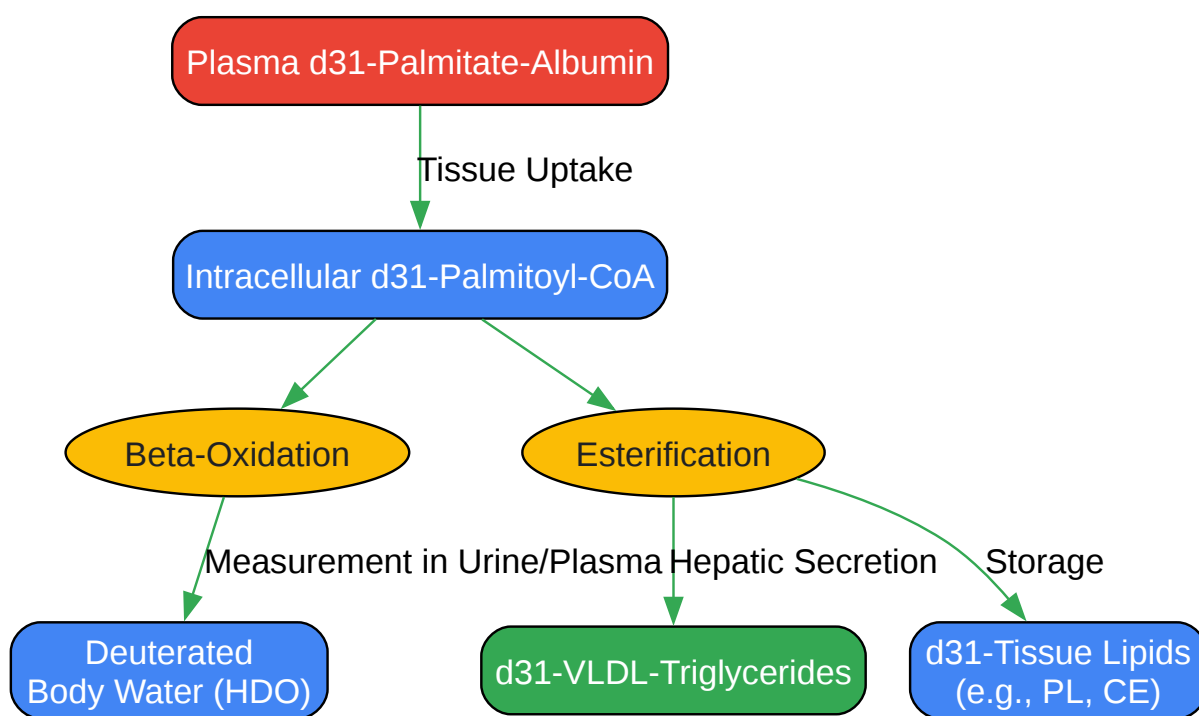 Plasma d31-Palmitate-Albumin
Tissue Uptake
Intracellular d31-Palmitoyl-CoA
Beta-Oxidation
Esterification
Measurement in Urine/Plasma
Hepatic Secretion
Storage
Deuterated
Body Water (HDO)
d31-VLDL-Triglycerides
d31-Tissue Lipids
(e.g., PL, CE)